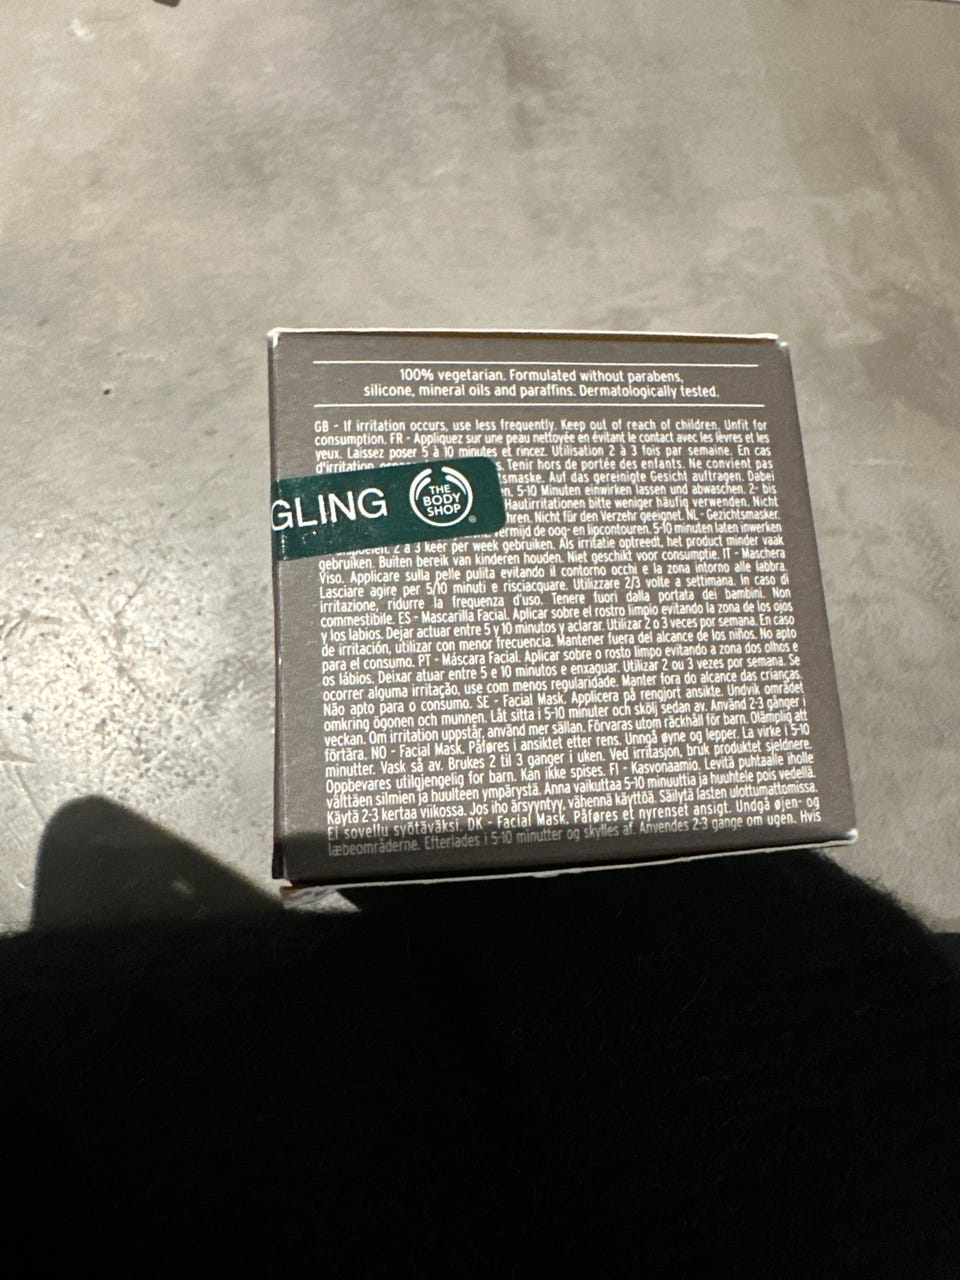 100% vegetarian. Formulated without parabens,
silicone, mineral oils and paraffins. Dermatologically tested.
GB - If irritation occurs, use less frequently. Keep out of reach of children. Unfit for
consumption. FR - Appliquez sur une peau nettoyée en évitant le contact avec les lèvres et les
yeux. Laissez poser 5 à 10 minutes et rincez. Utilisation 2 à 3 fois par semaine. En cas
d'irritation, Tenir hors de portée des enfants. Ne convient pas
smaske. Auf das gereinigte Gesicht auftragen. Dabei
5-10 Minuten einwirken lassen und abwaschen. 2- bis
GLING THE BODY SHOP® Hautirritationen bitte weniger häufig verwenden. Nicht
hren. Nicht für den Verzehr geeignet. NL - Gezichtsmasker.
Vermijd de oog- en lipcontouren. 5-10 minuten laten inwerken
2 à 3 keer per week gebruiken. Als irritatie optreedt, het product minder vaak
gebruiken. Buiten bereik van kinderen houden. Niet geschikt voor consumptie. IT - Maschera
Viso. Applicare sulla pelle pulita evitando il contorno occhi e la zona intorno alle labbra.
Lasciare agire per 5/10 minuti e risciacquare. Utilizzare 2/3 volte a settimana. In caso di
irritazione, ridurre la frequenza d'uso. Tenere fuori dalla portata dei bambini. Non
commestibile. ES - Mascarilla Facial. Aplicar sobre el rostro limpio evitando la zona de los ojos
y los labios. Dejar actuar entre 5 y 10 minutos y aclarar. Utilizar 2 o 3 veces por semana. En caso
de irritación, utilizar con menor frecuencia. Mantener fuera del alcance de los niños. No apto
para el consumo. PT - Máscara Facial. Aplicar sobre o rosto limpo evitando a zona dos olhos e
os lábios. Deixar atuar entre 5 e 10 minutos e enxaguar. Utilizar 2 ou 3 vezes por semana. Se
ocorrer alguma irritação, use com menos regularidade. Manter fora do alcance das crianças.
Não apto para o consumo. SE - Facial Mask. Applicera på rengjort ansikte. Undvik området
omkring ögonen och munnen. Låt sitta i 5-10 minuter och skölj sedan av. Använd 2-3 gånger i
veckan. Om irritation uppstår, använd mer sällan. Förvaras utom räckhåll för barn. Olämplig att
förtära. NO - Facial Mask. Påføres i ansiktet etter rens. Unngå øyne og lepper. La virke i 5-10
minutter. Vask så av. Brukes 2 til 3 ganger i uken. Ved irritasjon, bruk produktet sjeldnere.
Oppbevares utilgjengelig for barn. Kan ikke spises. FI - Kasvonaamio. Levitä puhtaalle iholle
välttäen silmien ja huulteen ympärystä. Anna vaikuttaa 5-10 minuuttia ja huuhtele pois vedellä.
Käytä 2-3 kertaa viikossa. Jos iho ärsyyntyy, vähennä käyttöä. Säilytä lasten ulottumattomissa.
Ei sovellu syötäväksi. DK - Facial Mask. Påføres et nyrenset ansigt. Undgå øjen- og
læbeområderne. Efterlades i 5-10 minutter og skylles af. Anvendes 2-3 gange om ugen. Hvis